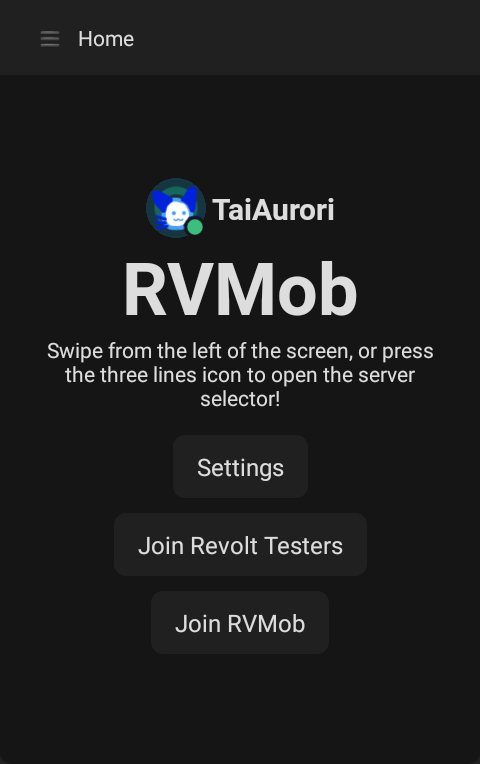 Home
TaiAurori
RVMob
Swipe from the left of the screen, or press
the three lines icon to open the server
selector!
Settings
Join Revolt Testers
Join RVMob